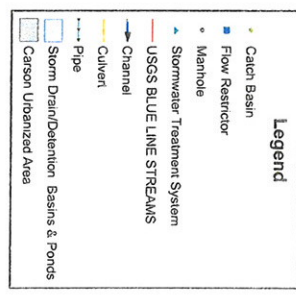 Legend
Catch Basin
Flow Restrictor
Manhole
Stormwater Treatment System
USGS BLUE LINE STREAMS
Channel
Culvert
Pipe
Storm Drain/Detention Basins & Ponds
Carson Urbanized Area